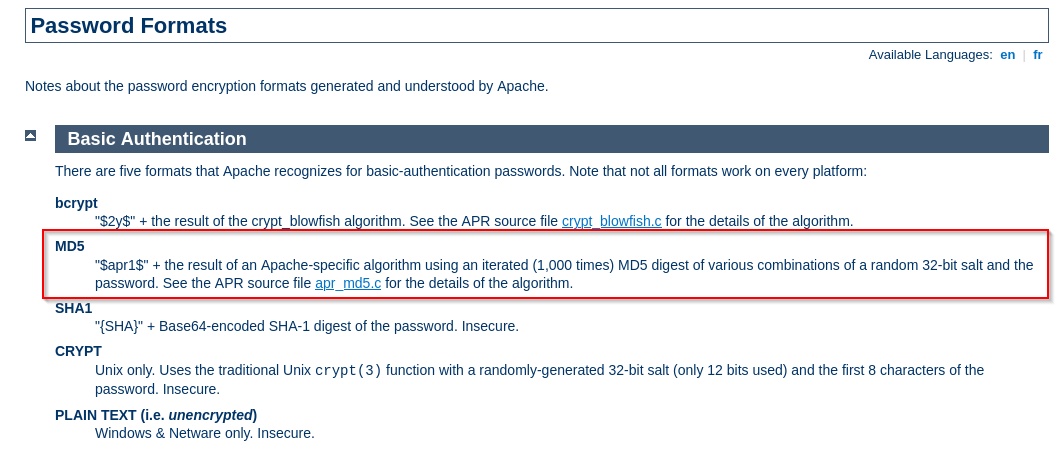 Password Formats
Available Languages:  en  |  fr
Notes about the password encryption formats generated and understood by Apache.
Basic Authentication
There are five formats that Apache recognizes for basic-authentication passwords. Note that not all formats work on every platform:
bcrypt
"$2y$" + the result of the crypt_blowfish algorithm. See the APR source file crypt_blowfish.c for the details of the algorithm.
MD5
"$apr1$" + the result of an Apache-specific algorithm using an iterated (1,000 times) MD5 digest of various combinations of a random 32-bit salt and the
password. See the APR source file apr_md5.c for the details of the algorithm.
SHA1
"{SHA}" + Base64-encoded SHA-1 digest of the password. Insecure.
CRYPT
Unix only. Uses the traditional Unix crypt(3) function with a randomly-generated 32-bit salt (only 12 bits used) and the first 8 characters of the
password. Insecure.
PLAIN TEXT (i.e. unencrypted)
Windows & Netware only. Insecure.